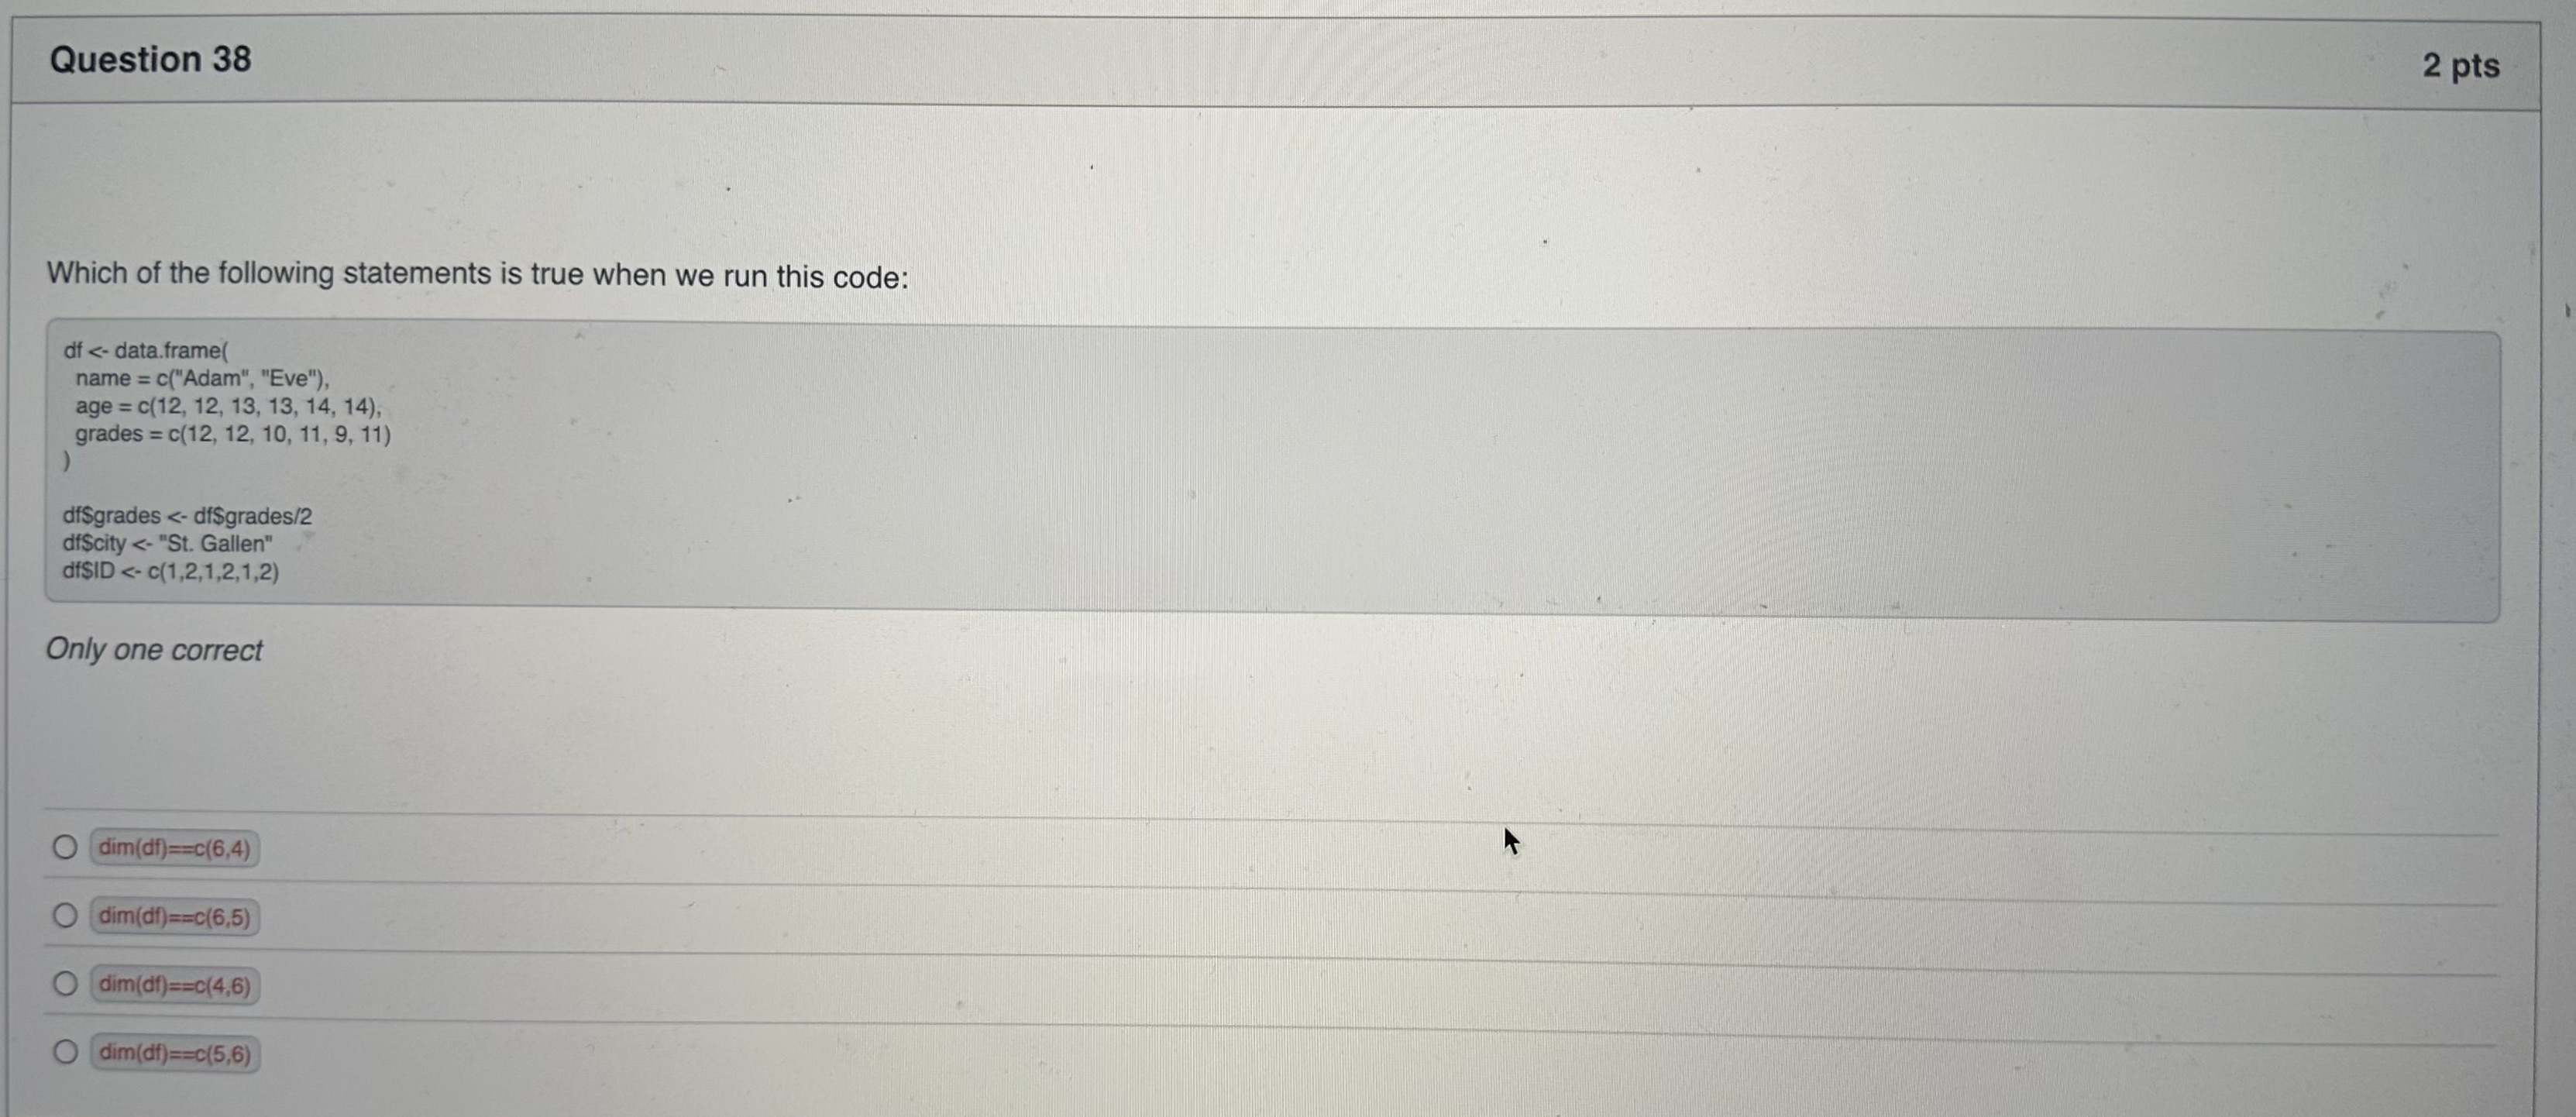 Question 38
2 pts
Which of the following statements is true when we run this code:
df <- data.frame(
name = c("Adam", "Eve"),
age = c(12, 12, 13, 13, 14, 14),
grades = c(12, 12, 10, 11, 9, 11)
)
df$grades <- df$grades/2
df$city <- "St. Gallen"
df$ID <- c(1,2,1,2,1,2)
Only one correct
dim(df)==c(6,4)
dim(df)==c(6,5)
dim(df)==c(4,6)
dim(df)==c(5,6)